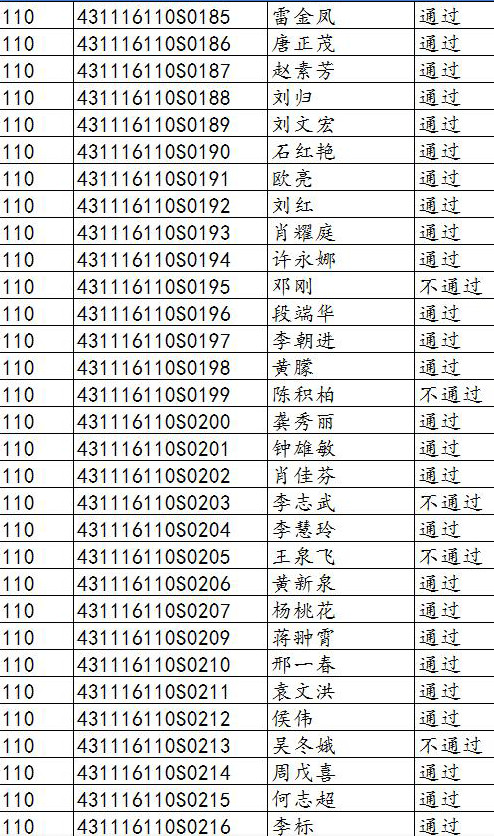 110 431116110S0185 雷金凤 通过
110 431116110S0186 唐正茂 通过
110 431116110S0187 赵素芳 通过
110 431116110S0188 刘归 通过
110 431116110S0189 刘文宏 通过
110 431116110S0190 石红艳 通过
110 431116110S0191 欧亮 通过
110 431116110S0192 刘红 通过
110 431116110S0193 肖耀庭 通过
110 431116110S0194 许永娜 通过
110 431116110S0195 邓刚 不通过
110 431116110S0196 段端华 通过
110 431116110S0197 李朝进 通过
110 431116110S0198 黄朦 通过
110 431116110S0199 陈积柏 不通过
110 431116110S0200 龚秀丽 通过
110 431116110S0201 钟雄敏 通过
110 431116110S0202 肖佳芬 通过
110 431116110S0203 李志武 不通过
110 431116110S0204 李慧玲 通过
110 431116110S0205 王泉飞 不通过
110 431116110S0206 黄新泉 通过
110 431116110S0207 杨桃花 通过
110 431116110S0209 蒋翀霄 通过
110 431116110S0210 邢一春 通过
110 431116110S0211 袁文洪 通过
110 431116110S0212 侯伟 通过
110 431116110S0213 吴冬娥 不通过
110 431116110S0214 周戊喜 通过
110 431116110S0215 何志超 通过
110 431116110S0216 李标 通过